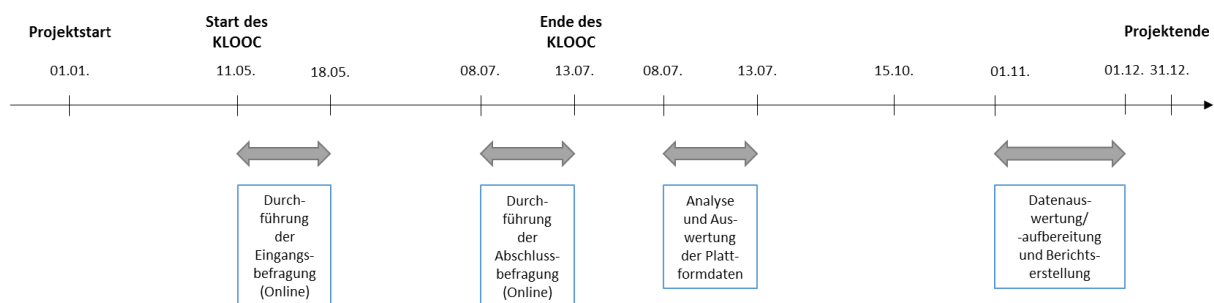 Projektstart
Start des
KLOOC
Ende des
KLOOC
Projektende
01.01.
11.05.
18.05.
08.07.
13.07.
08.07.
13.07.
15.10.
01.11.
01.12.
31.12.
Durch-
führung
der
Eingangs-
befragung
(Online)
Durch-
führung
der
Abschluss-
befragung
(Online)
Analyse
und Aus-
wertung
der Platt-
formdaten
Datenaus-
wertung/
-aufbereitung
und Berichts-
erstellung